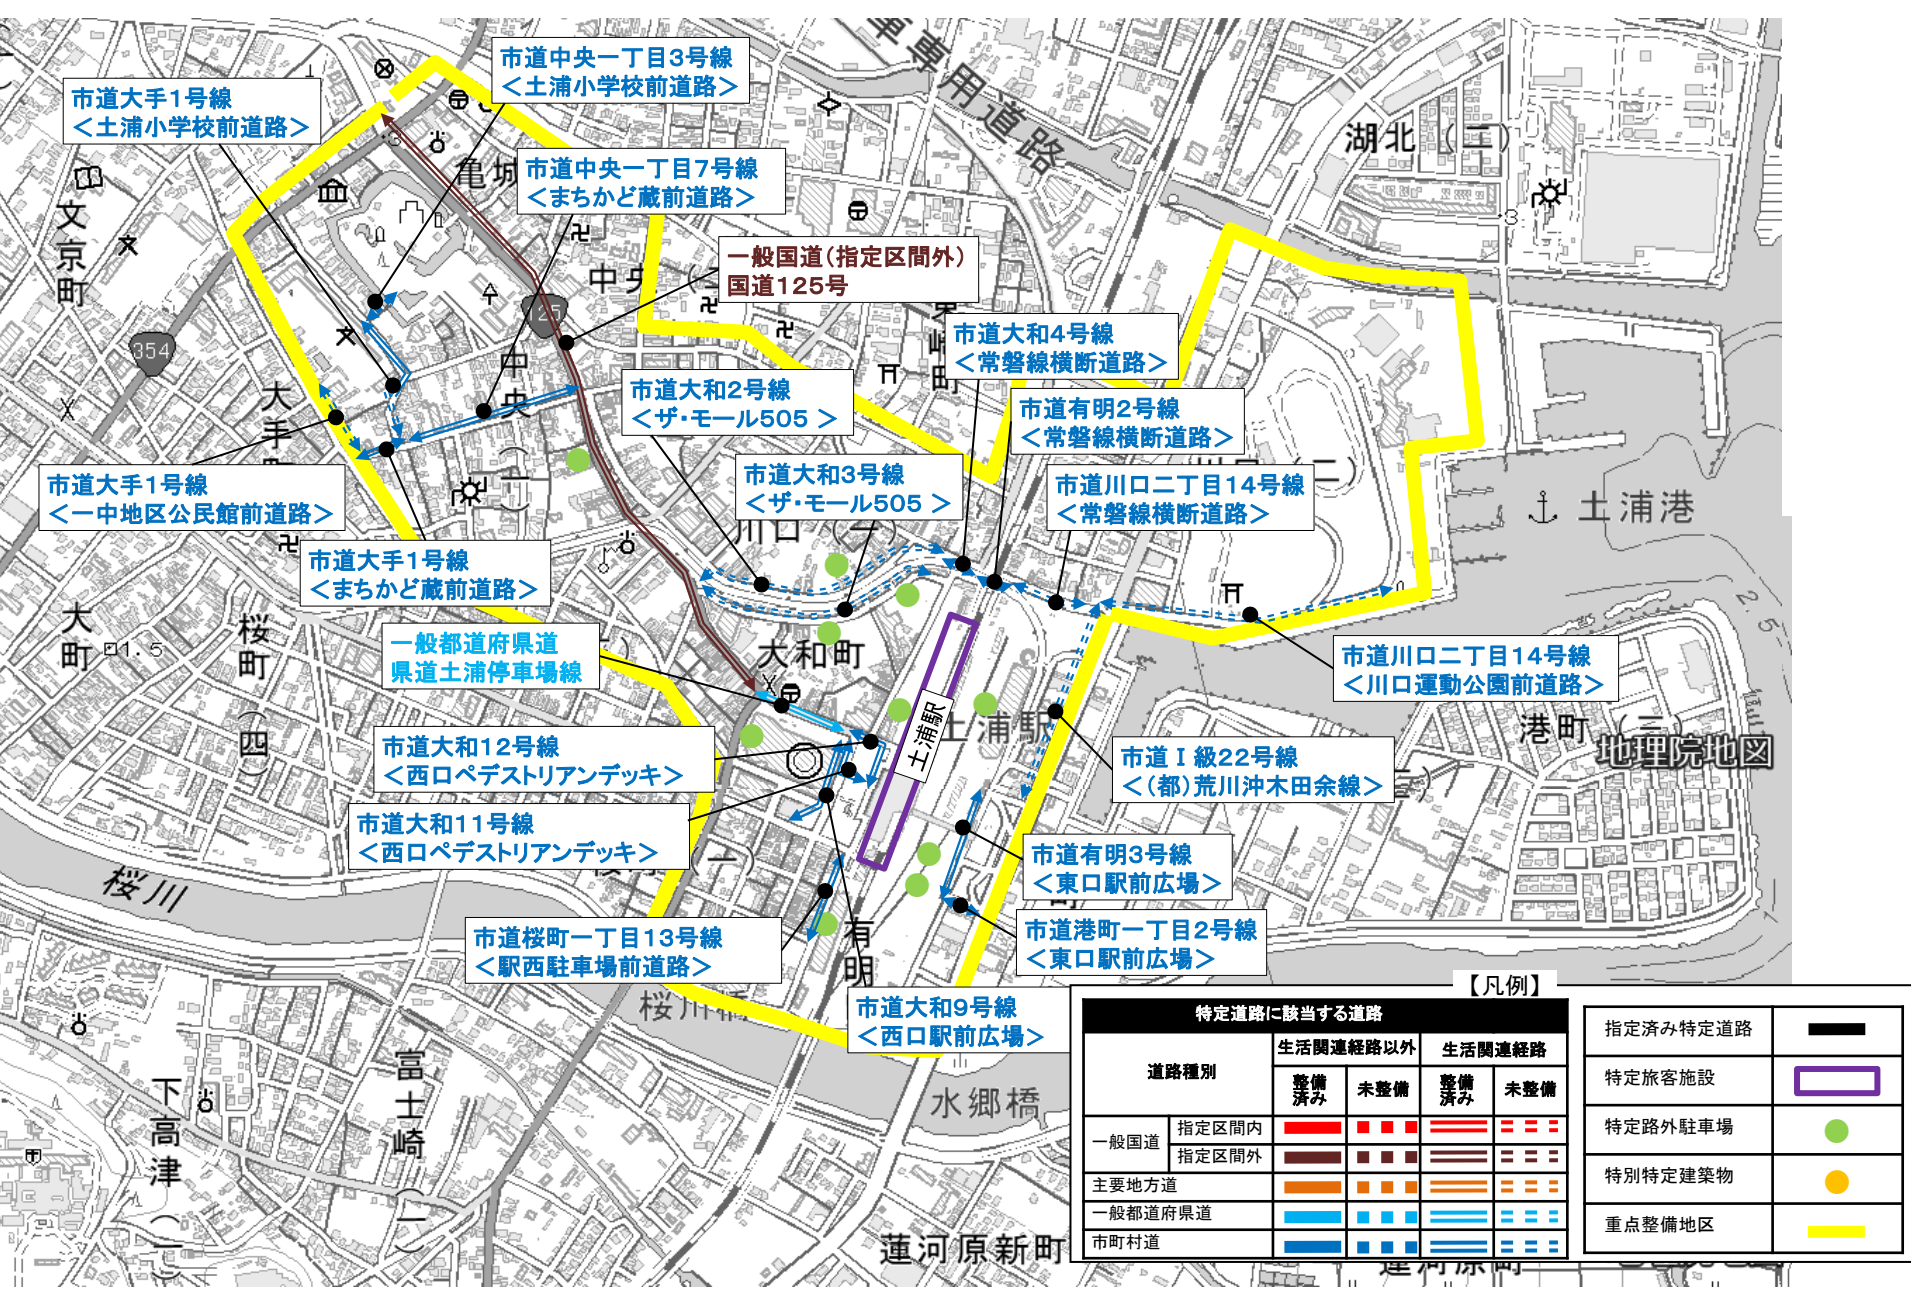 市道中央一丁目3号線
＜土浦小学校前道路＞
市道大手1号線
＜土浦小学校前道路＞
車専用道路
湖北（二）
亀城
市道中央一丁目7号線
＜まちかど蔵前道路＞
文京町
一般国道（指定区間外）
国道125号
中央
125
354
市道大和4号線
＜常磐線横断道路＞
中央（一）
大手
市道大和2号線
＜ザ・モール505 ＞
市道有明2号線
＜常磐線横断道路＞
市道大手1号線
＜一中地区公民館前道路＞
市道大和3号線
＜ザ・モール505 ＞
市道川口二丁目14号線
＜常磐線横断道路＞
土浦港
川口（一）
市道大手1号線
＜まちかど蔵前道路＞
大町
1.5
桜町（四）
2.5
一般都道府県道
県道土浦停車場線
大和町
市道川口二丁目14号線
＜川口運動公園前道路＞
土浦駅
土浦駅
港町（三）
地理院地図
市道大和12号線
＜西口ペデストリアンデッキ＞
市道Ⅰ級22号線
＜(都)荒川沖木田余線＞
市道大和11号線
＜西口ペデストリアンデッキ＞
市道有明3号線
＜東口駅前広場＞
桜川
市道桜町一丁目13号線
＜駅西駐車場前道路＞
有明
市道港町一丁目2号線
＜東口駅前広場＞
桜川橋
市道大和9号線
＜西口駅前広場＞
水郷橋
下高津（二）
富士崎（一）
蓮河原新町
【凡例】
特定道路に該当する道路
道路種別
生活関連経路以外
生活関連経路
整備済み
未整備
整備済み
未整備
一般国道
指定区間内
指定区間外
主要地方道
一般都道府県道
市町村道
指定済み特定道路
特定旅客施設
特定路外駐車場
特別特定建築物
重点整備地区